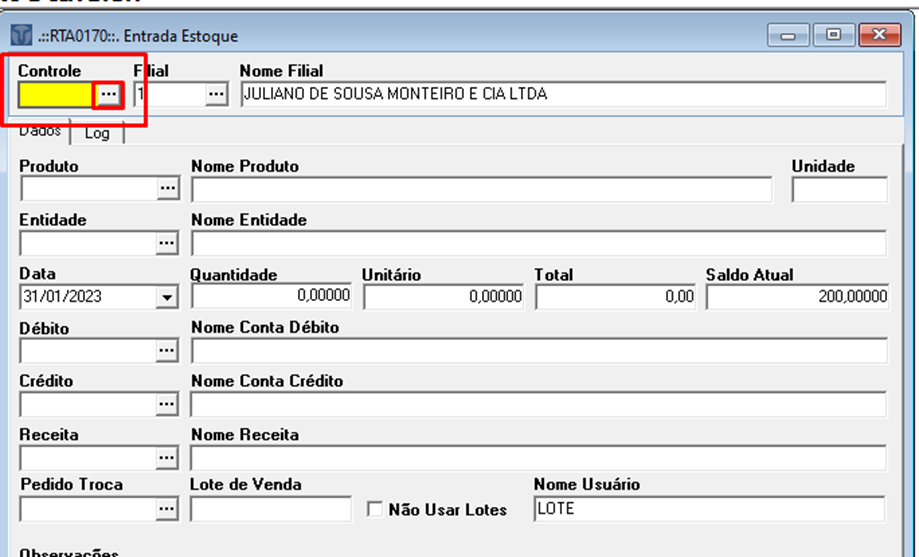 .::RTA0170::. Entrada Estoque
Controle Filial Nome Filial
... 1 ... JULIANO DE SOUSA MONTEIRO E CIA LTDA
Dados Log
Produto Nome Produto Unidade
...
Entidade Nome Entidade
...
Data Quantidade Unitário Total Saldo Atual
31/01/2023 0,00000 0,00000 0,00 200,00000
Débito Nome Conta Débito
...
Crédito Nome Conta Crédito
...
Receita Nome Receita
...
Pedido Troca Lote de Venda Nome Usuário
... Não Usar Lotes LOTE
Observações